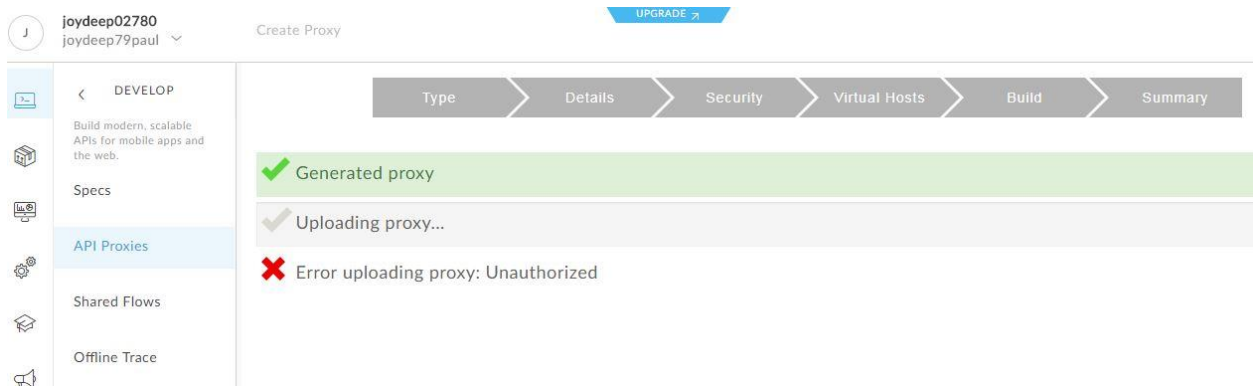 UPGRADE
J
joydeep02780
joydeep79paul
Create Proxy
DEVELOP
Build modern, scalable
APIs for mobile apps and
the web.
Specs
API Proxies
Shared Flows
Offline Trace
Type
Details
Security
Virtual Hosts
Build
Summary
Generated proxy
Uploading proxy...
Error uploading proxy: Unauthorized